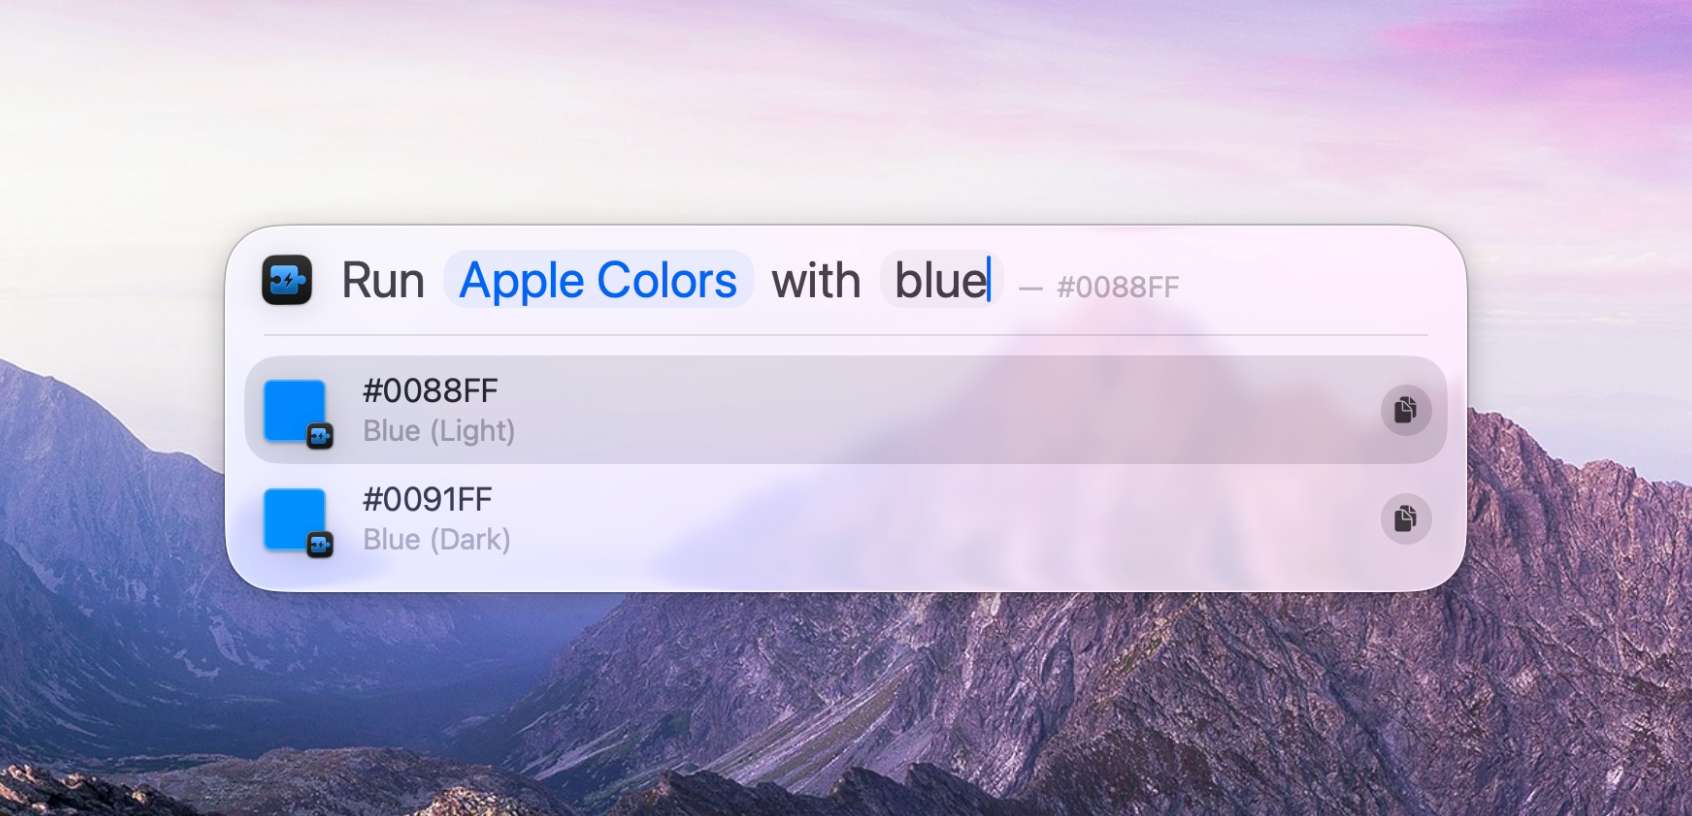 Run Apple Colors with blue — #0088FF
#0088FF
Blue (Light)
#0091FF
Blue (Dark)